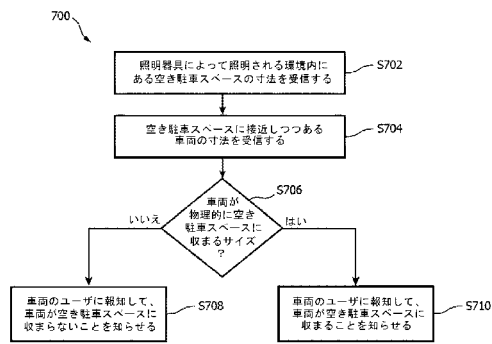 700
照明器具によって照明される環境内に
ある空き駐車スペースの寸法を受信する
S702
空き駐車スペースに接近しつつある
車両の寸法を受信する
S704
車両が
物理的に空き
駐車スペースに
収まるサイズ
?
S706
いいえ
はい
車両のユーザに報知して、
車両が空き駐車スペースに
収まらないことを知らせる
S708
車両のユーザに報知して、
車両が空き駐車スペースに
収まることを知らせる
S710